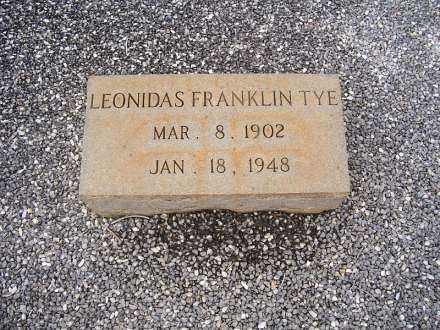 LEONIDAS FRANKLIN TYE
MAR. 8, 1902
JAN. 18, 1948